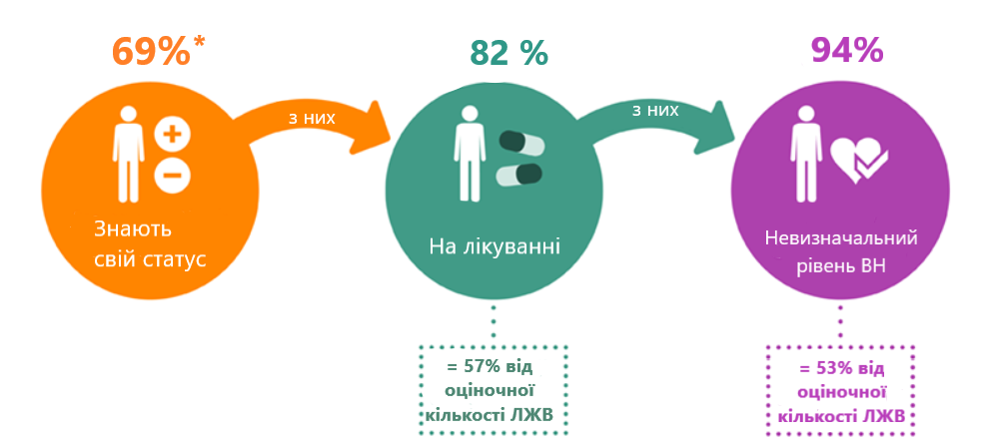 69%*
82 %
94%
з них
з них
Знають
свій статус
На лікуванні
Невизначальний
рівень ВН
= 57% від
оціночної
кількості ЛЖВ
= 53% від
оціночної
кількості ЛЖВ